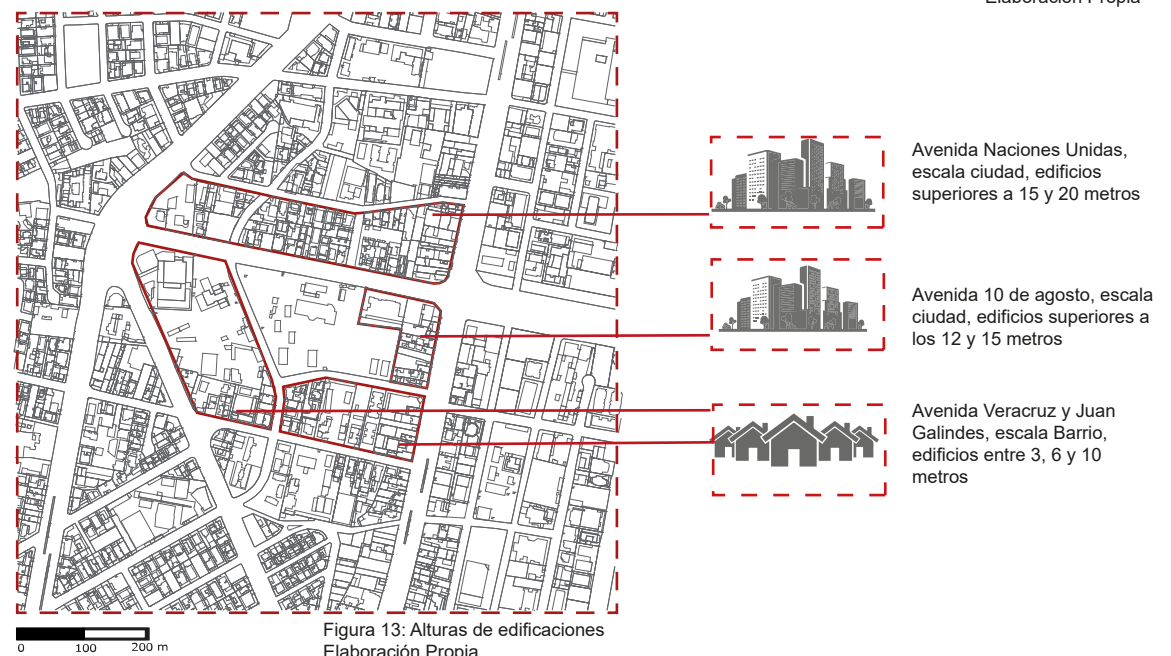 Elaboración Propia
Avenida Naciones Unidas,
escala ciudad, edificios
superiores a 15 y 20 metros
Avenida 10 de agosto, escala
ciudad, edificios superiores a
los 12 y 15 metros
Avenida Veracruz y Juan
Galindes, escala Barrio,
edificios entre 3, 6 y 10
metros
0 100 200 m
Figura 13: Alturas de edificaciones
Elaboración Propia